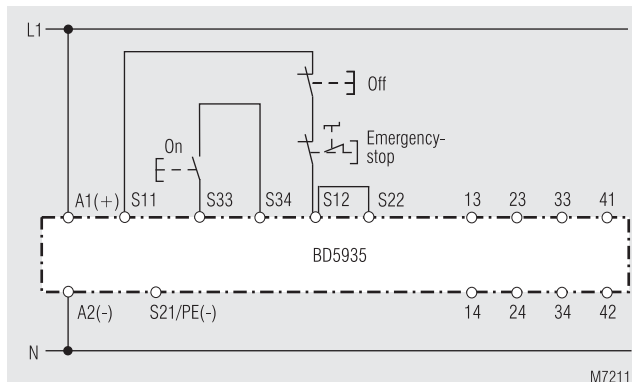 L1
Off
On
Emergency-
stop
A1(+) S11 S33 S34 S12 S22 13 23 33 41
BD5935
A2(-) S21/PE(-) 14 24 34 42
N
M7211